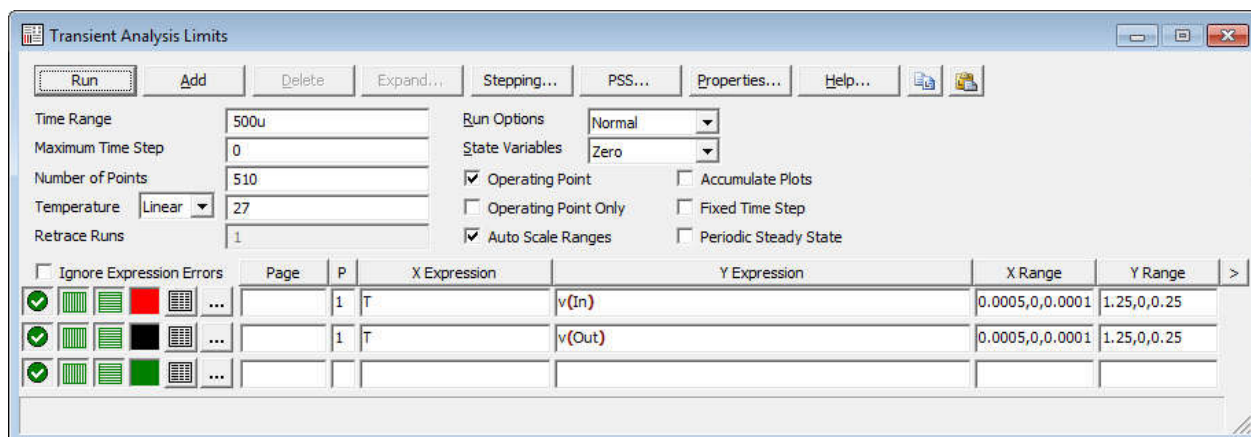 Transient Analysis Limits
Run Add Delete Expand... Stepping... PSS... Properties... Help...
Time Range 500u Run Options Normal
Maximum Time Step 0 State Variables Zero
Number of Points 510 Operating Point Accumulate Plots
Temperature Linear 27 Operating Point Only Fixed Time Step
Retrace Runs 1 Auto Scale Ranges Periodic Steady State
Ignore Expression Errors Page P X Expression Y Expression X Range Y Range >
... 1 T v(In) 0.0005,0,0.0001 1.25,0,0.25
... 1 T v(Out) 0.0005,0,0.0001 1.25,0,0.25
...